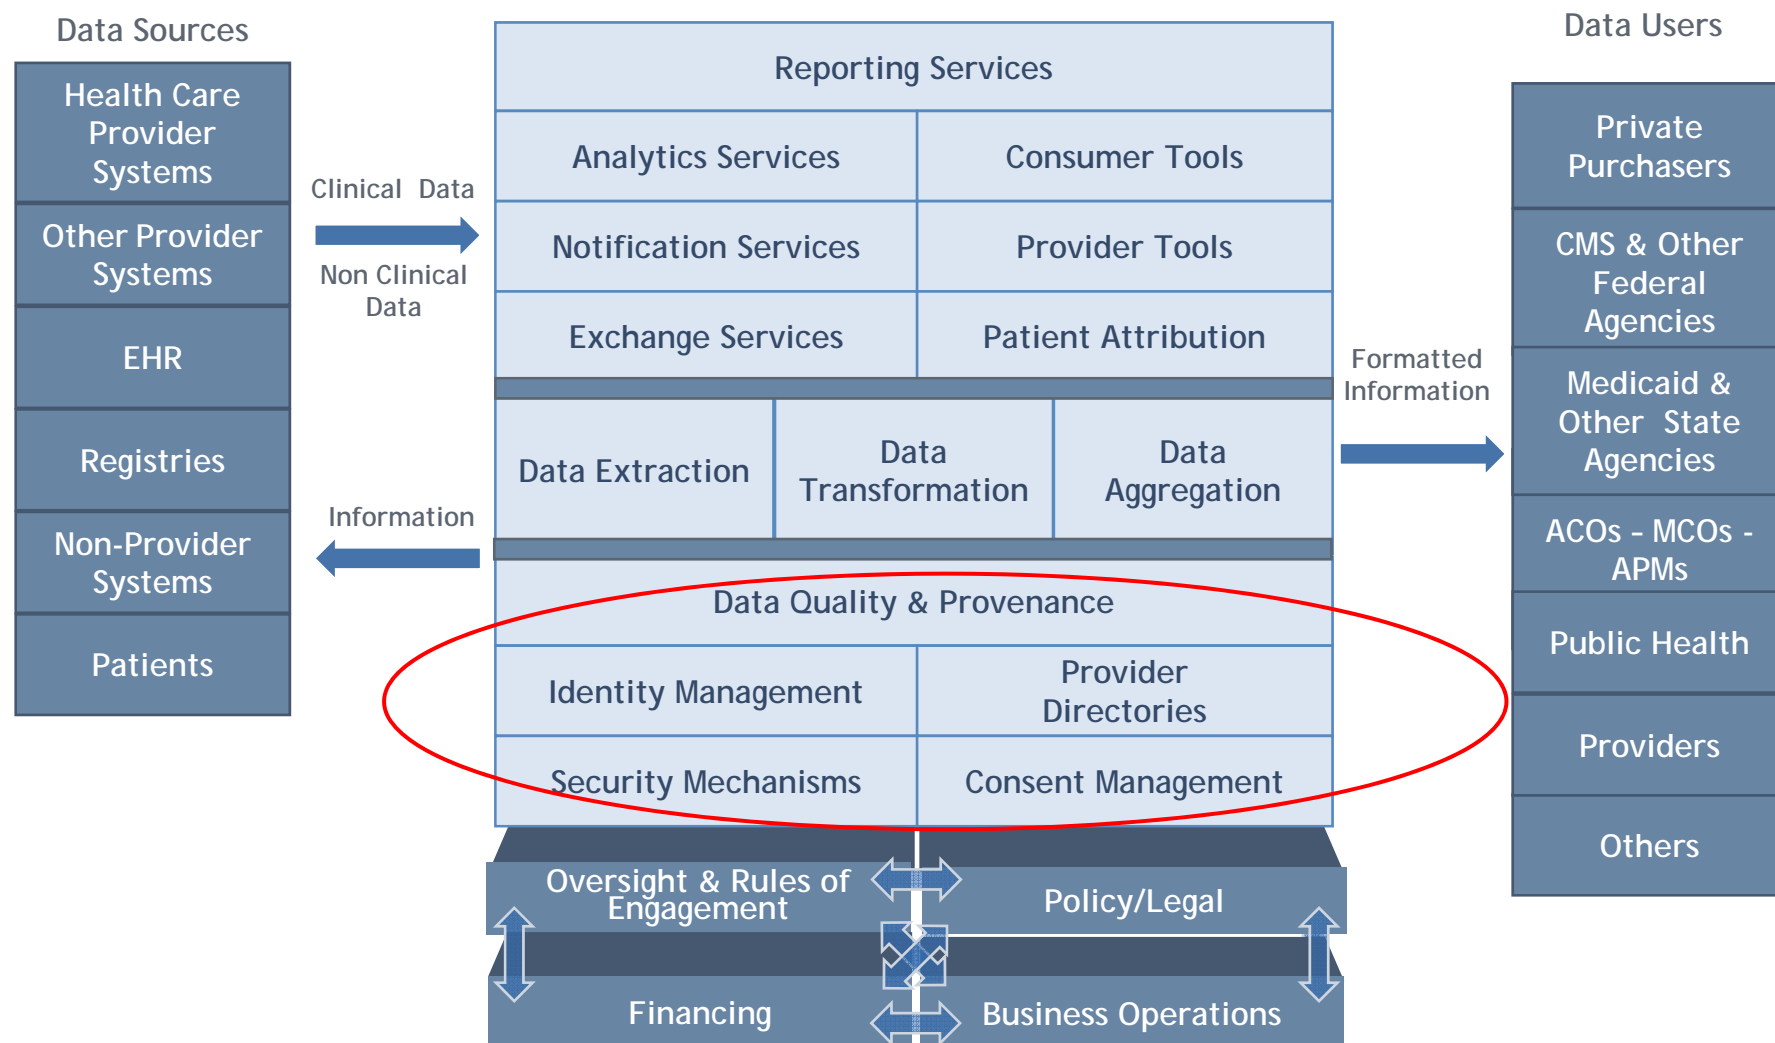 Data Sources
Health Care
Provider
Systems
Other Provider
Systems
EHR
Registries
Non-Provider
Systems
Patients
Clinical Data
Non Clinical
Data
Information
Reporting Services
Analytics Services
Consumer Tools
Notification Services
Provider Tools
Exchange Services
Patient Attribution
Data Extraction
Data
Transformation
Data
Aggregation
Data Quality & Provenance
Identity Management
Provider
Directories
Security Mechanisms
Consent Management
Oversight & Rules of
Engagement
Policy/Legal
Financing
Business Operations
Formatted
Information
Data Users
Private
Purchasers
CMS & Other
Federal
Agencies
Medicaid &
Other State
Agencies
ACOs - MCOs -
APMs
Public Health
Providers
Others